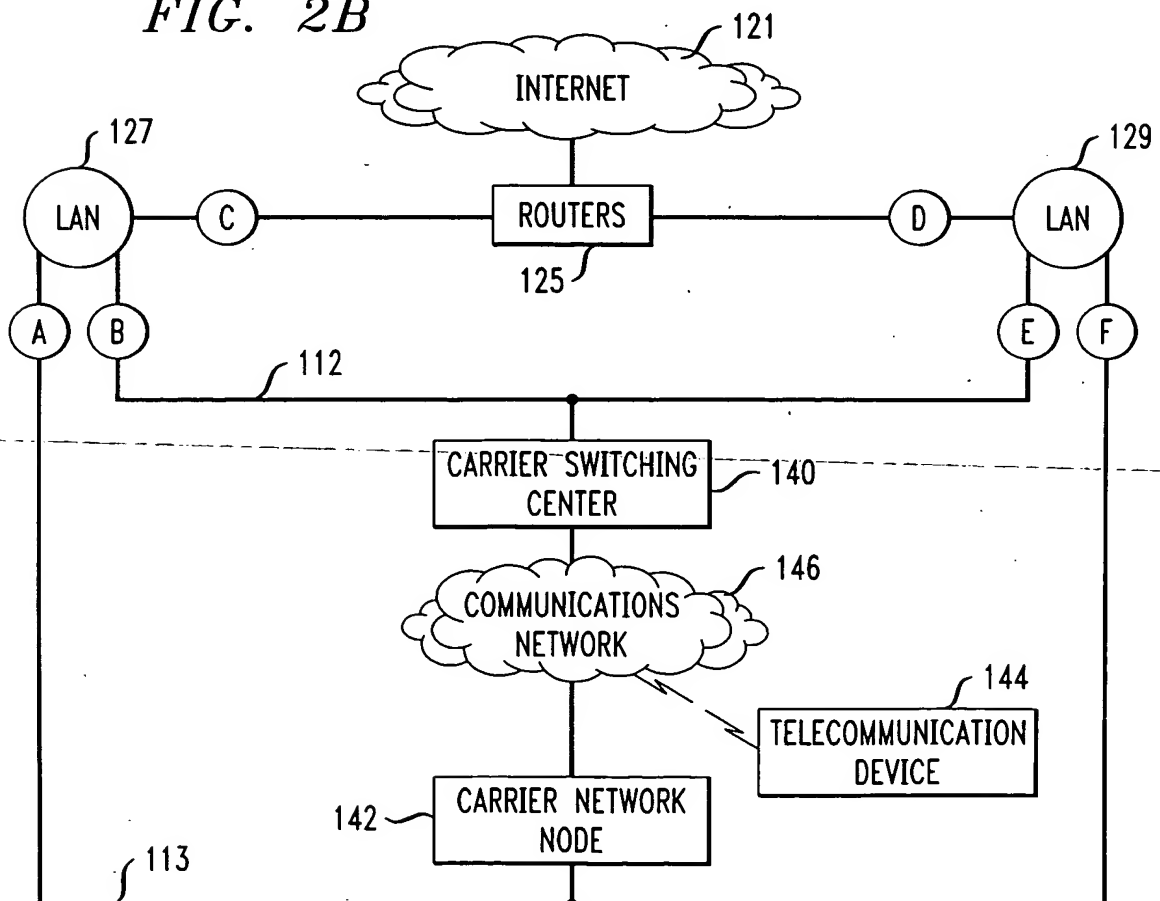 FIG. 2B
121
INTERNET
127
129
LAN
C
ROUTERS
D
LAN
125
A
B
E
F
112
CARRIER SWITCHING
CENTER
140
146
COMMUNICATIONS
NETWORK
144
TELECOMMUNICATION
DEVICE
CARRIER NETWORK
NODE
142
113